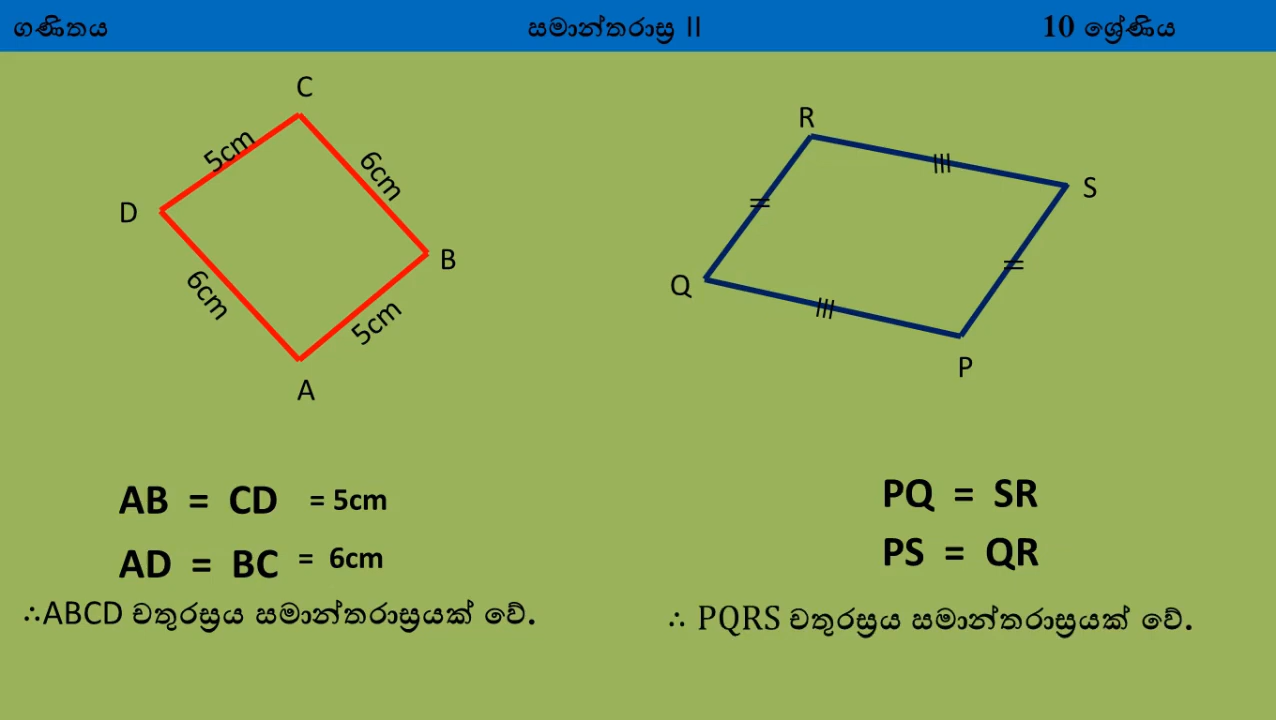 ගණිතය සමාන්තරාස්‍ර II 10 ශ්‍රේණිය
C
5cm
6cm
D
B
6cm
5cm
A
R
S
Q
P
AB = CD = 5cm
AD = BC = 6cm
∴ABCD චතුරස්‍රය සමාන්තරාස්‍රයක් වේ.
PQ = SR
PS = QR
∴ PQRS චතුරස්‍රය සමාන්තරාස්‍රයක් වේ.